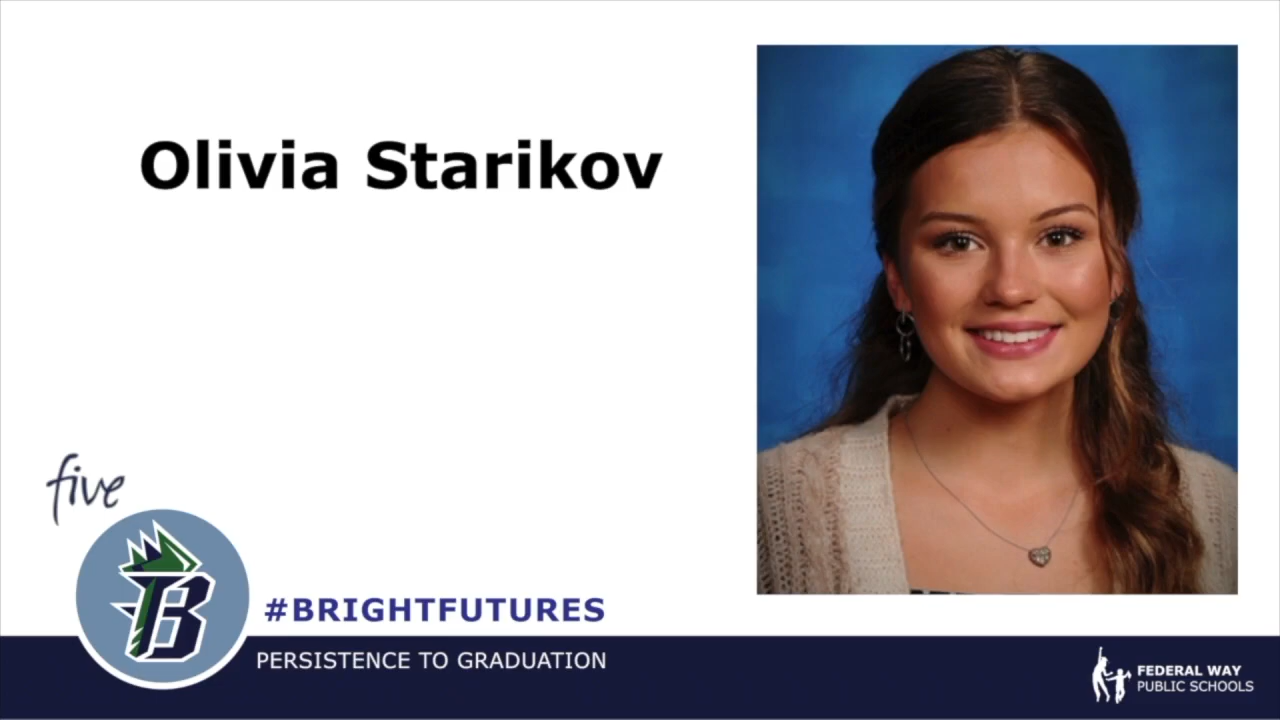 Olivia Starikov
five
B
#BRIGHTFUTURES
PERSISTENCE TO GRADUATION
FEDERAL WAY
PUBLIC SCHOOLS